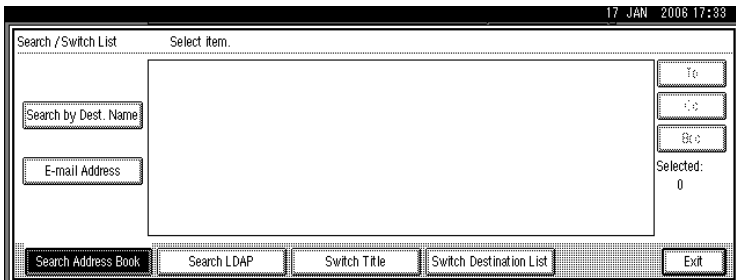 17 JAN 2006 17:33
Search / Switch List Select item.
To
Search by Dest. Name
Cc
Bcc
E-mail Address
Selected:
0
Search Address Book Search LDAP Switch Title Switch Destination List Exit